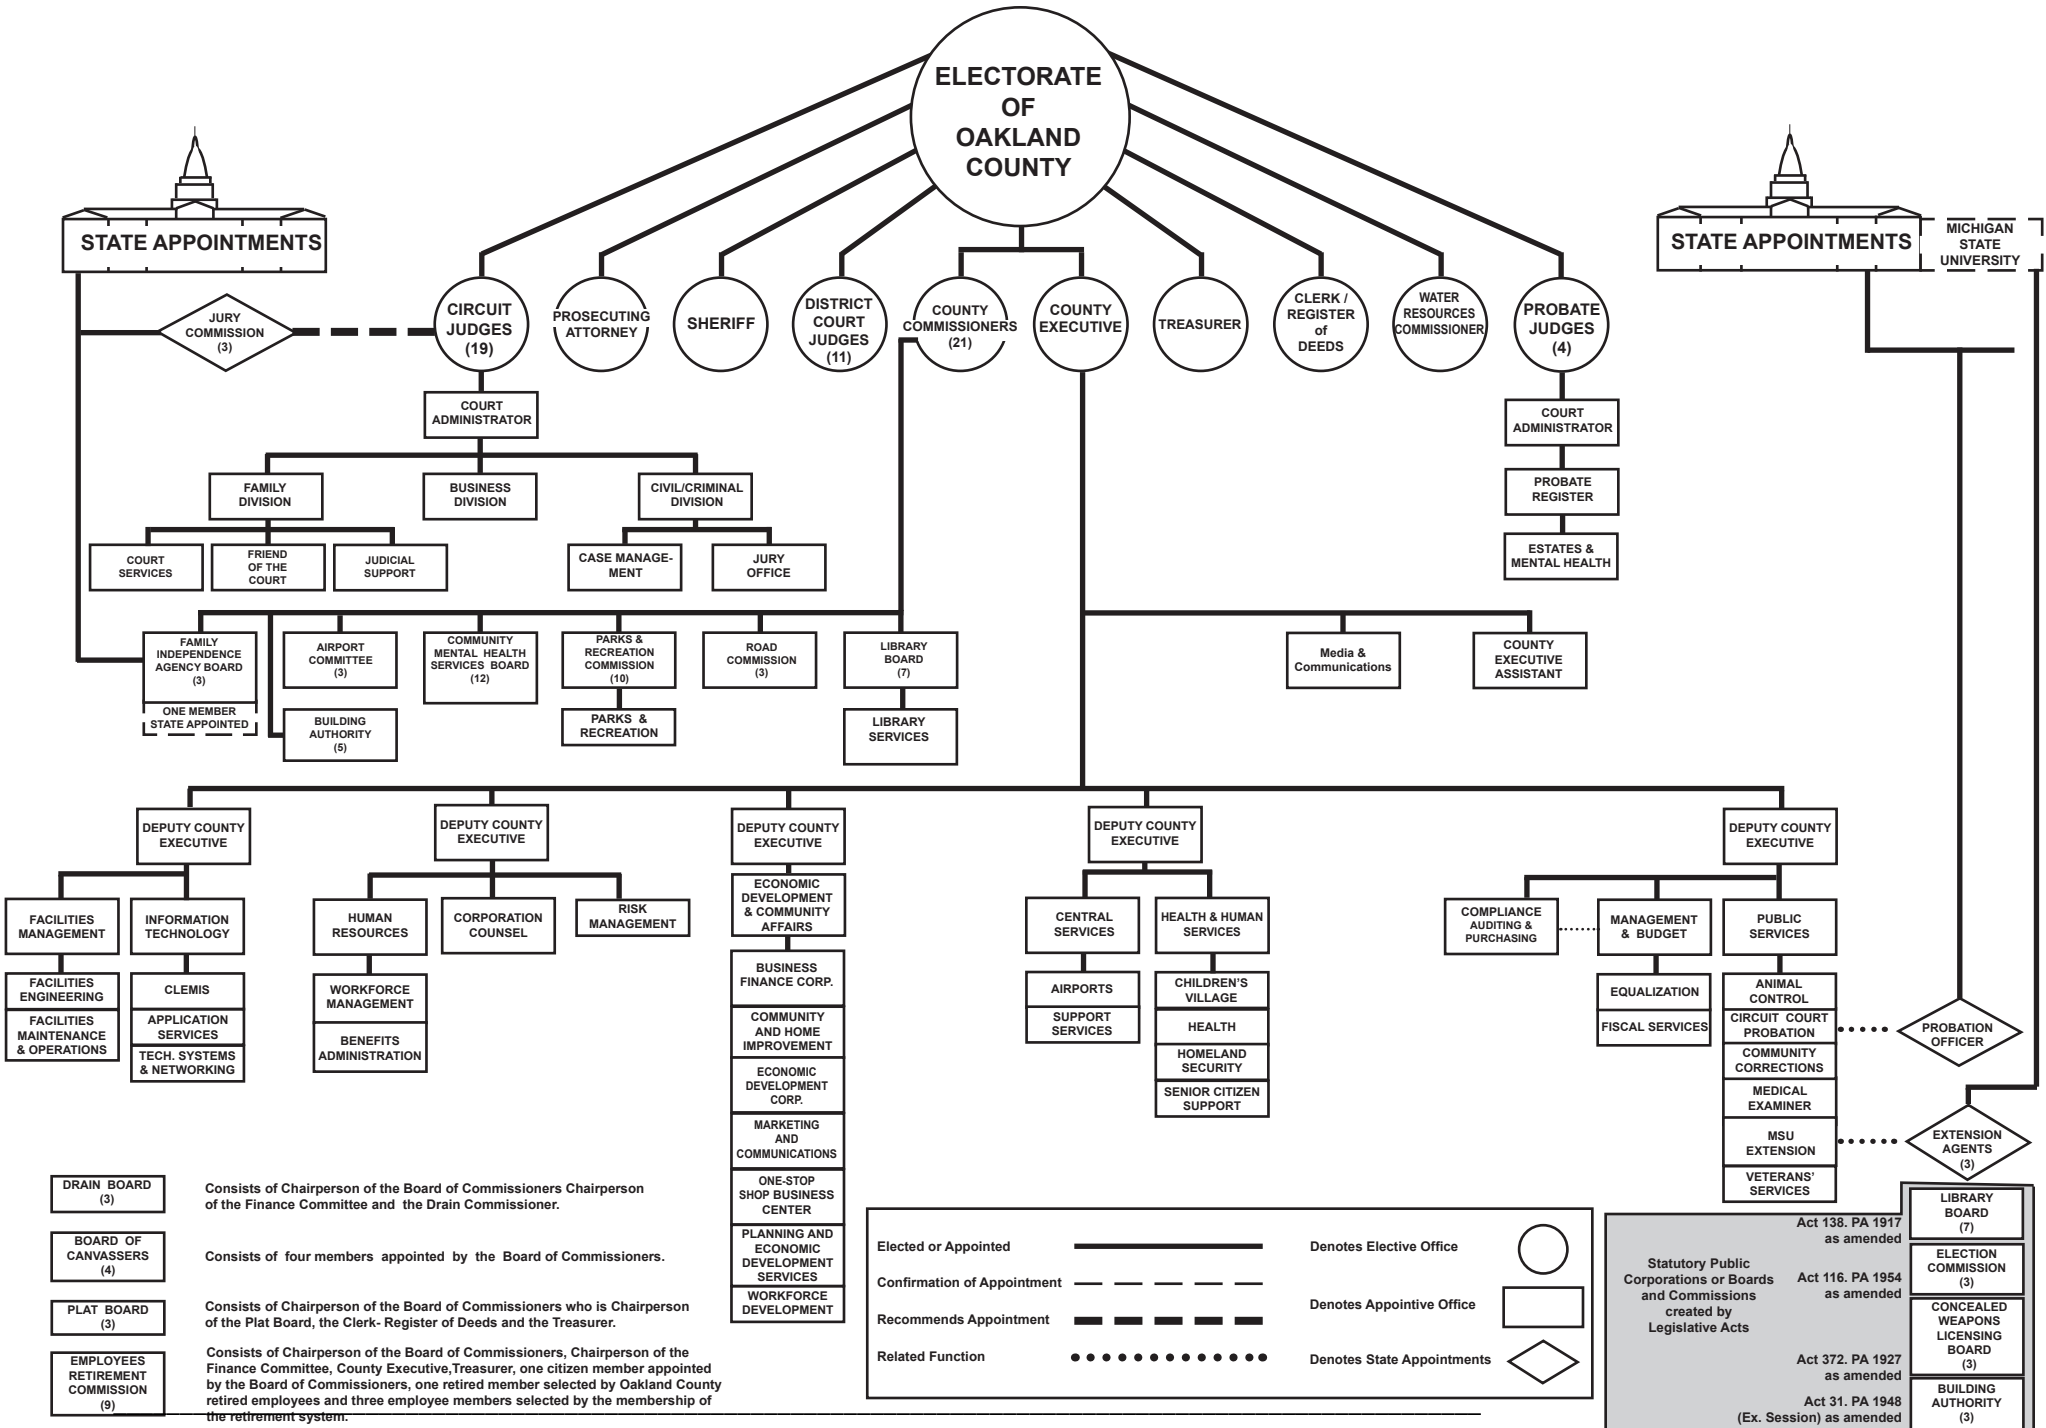 ELECTORATE
OF
OAKLAND
COUNTY
STATE APPOINTMENTS
STATE APPOINTMENTS
MICHIGAN
STATE
UNIVERSITY
JURY
COMMISSION
(3)
CIRCUIT
JUDGES
(19)
PROSECUTING
ATTORNEY
SHERIFF
DISTRICT
COURT
JUDGES
(11)
COUNTY
COMMISSIONERS
(21)
COUNTY
EXECUTIVE
TREASURER
CLERK /
REGISTER
of
DEEDS
WATER
RESOURCES
COMMISSIONER
PROBATE
JUDGES
(4)
COURT
ADMINISTRATOR
COURT
ADMINISTRATOR
FAMILY
DIVISION
BUSINESS
DIVISION
CIVIL/CRIMINAL
DIVISION
PROBATE
REGISTER
COURT
SERVICES
FRIEND
OF THE
COURT
JUDICIAL
SUPPORT
CASE MANAGE-
MENT
JURY
OFFICE
ESTATES &
MENTAL HEALTH
FAMILY
INDEPENDENCE
AGENCY BOARD
(3)
ONE MEMBER
STATE APPOINTED
AIRPORT
COMMITTEE
(3)
BUILDING
AUTHORITY
(5)
COMMUNITY
MENTAL HEALTH
SERVICES BOARD
(12)
PARKS &
RECREATION
COMMISSION
(10)
PARKS &
RECREATION
ROAD
COMMISSION
(3)
LIBRARY
BOARD
(7)
LIBRARY
SERVICES
Media &
Communications
COUNTY
EXECUTIVE
ASSISTANT
DEPUTY COUNTY
EXECUTIVE
DEPUTY COUNTY
EXECUTIVE
DEPUTY COUNTY
EXECUTIVE
DEPUTY COUNTY
EXECUTIVE
DEPUTY COUNTY
EXECUTIVE
FACILITIES
MANAGEMENT
FACILITIES
ENGINEERING
FACILITIES
MAINTENANCE
& OPERATIONS
INFORMATION
TECHNOLOGY
CLEMIS
APPLICATION
SERVICES
TECH. SYSTEMS
& NETWORKING
HUMAN
RESOURCES
WORKFORCE
MANAGEMENT
BENEFITS
ADMINISTRATION
CORPORATION
COUNSEL
RISK
MANAGEMENT
ECONOMIC
DEVELOPMENT
& COMMUNITY
AFFAIRS
BUSINESS
FINANCE CORP.
COMMUNITY
AND HOME
IMPROVEMENT
ECONOMIC
DEVELOPMENT
CORP.
MARKETING
AND
COMMUNICATIONS
ONE-STOP
SHOP BUSINESS
CENTER
PLANNING AND
ECONOMIC
DEVELOPMENT
SERVICES
WORKFORCE
DEVELOPMENT
CENTRAL
SERVICES
AIRPORTS
SUPPORT
SERVICES
HEALTH & HUMAN
SERVICES
CHILDREN'S
VILLAGE
HEALTH
HOMELAND
SECURITY
SENIOR CITIZEN
SUPPORT
COMPLIANCE
AUDITING &
PURCHASING
MANAGEMENT
& BUDGET
EQUALIZATION
FISCAL SERVICES
PUBLIC
SERVICES
ANIMAL
CONTROL
CIRCUIT COURT
PROBATION
COMMUNITY
CORRECTIONS
MEDICAL
EXAMINER
MSU
EXTENSION
VETERANS'
SERVICES
PROBATION
OFFICER
EXTENSION
AGENTS
(3)
DRAIN BOARD
(3)
Consists of Chairperson of the Board of Commissioners Chairperson
of the Finance Committee and the Drain Commissioner.
BOARD OF
CANVASSERS
(4)
Consists of four members appointed by the Board of Commissioners.
PLAT BOARD
(3)
Consists of Chairperson of the Board of Commissioners who is Chairperson
of the Plat Board, the Clerk- Register of Deeds and the Treasurer.
EMPLOYEES
RETIREMENT
COMMISSION
(9)
Consists of Chairperson of the Board of Commissioners, Chairperson of the
Finance Committee, County Executive,Treasurer, one citizen member appointed
by the Board of Commissioners, one retired member selected by Oakland County
retired employees and three employee members selected by the membership of
the retirement system.
Elected or Appointed
Confirmation of Appointment
Recommends Appointment
Related Function
Denotes Elective Office
Denotes Appointive Office
Denotes State Appointments
Statutory Public
Corporations or Boards
and Commissions
created by
Legislative Acts
Act 138. PA 1917
as amended
LIBRARY
BOARD
(7)
Act 116. PA 1954
as amended
ELECTION
COMMISSION
(3)
Act 372. PA 1927
as amended
CONCEALED
WEAPONS
LICENSING
BOARD
(3)
Act 31. PA 1948
(Ex. Session) as amended
BUILDING
AUTHORITY
(3)